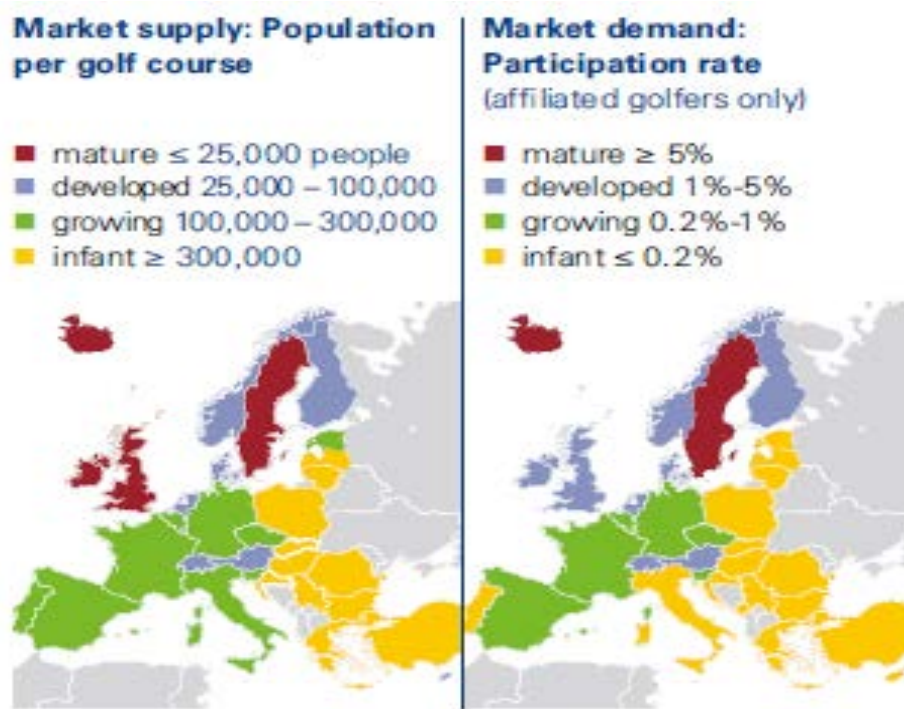 Market supply: Population
per golf course
mature ≤ 25,000 people
developed 25,000 – 100,000
growing 100,000 – 300,000
infant ≥ 300,000
Market demand:
Participation rate
(affiliated golfers only)
mature ≥ 5%
developed 1%-5%
growing 0.2%-1%
infant ≤ 0.2%